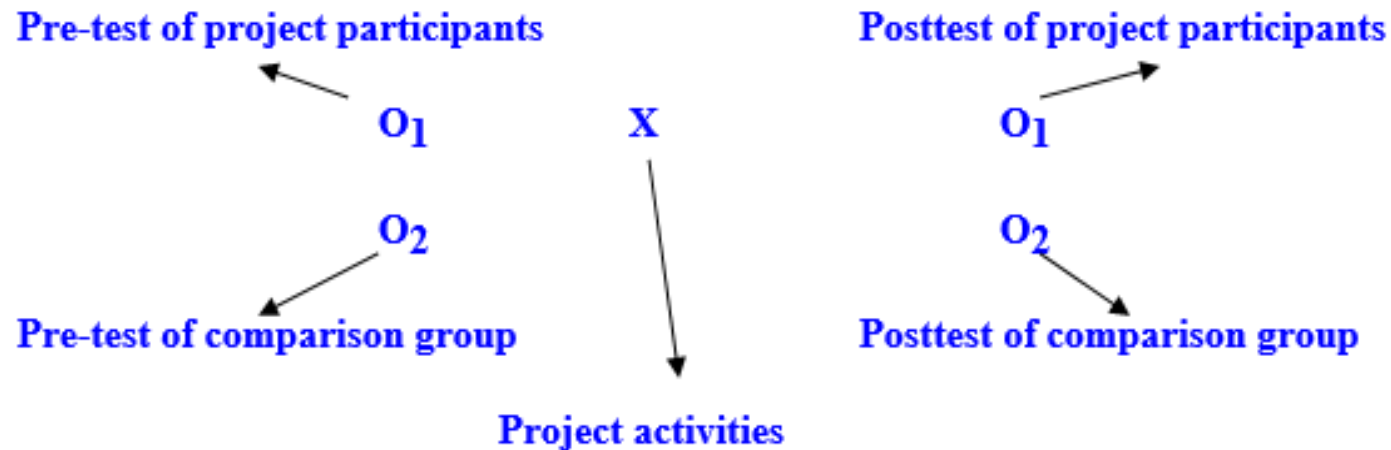 Pre-test of project participants Posttest of project participants
O1 X O1
O2 O2
Pre-test of comparison group Posttest of comparison group
Project activities